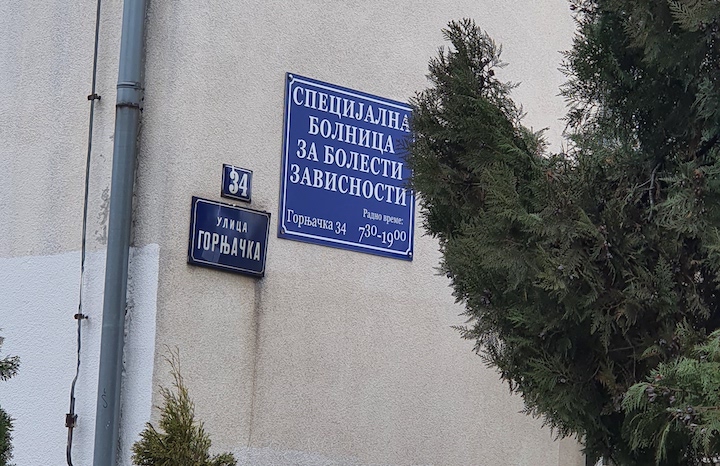 СПЕЦИЈАЛНА
БОЛНИЦА
ЗА БОЛЕСТИ
ЗАВИСНОСТИ
Горњачка 34
Радно време:
730-1900
34
УЛИЦА
ГОРЊАЧКА